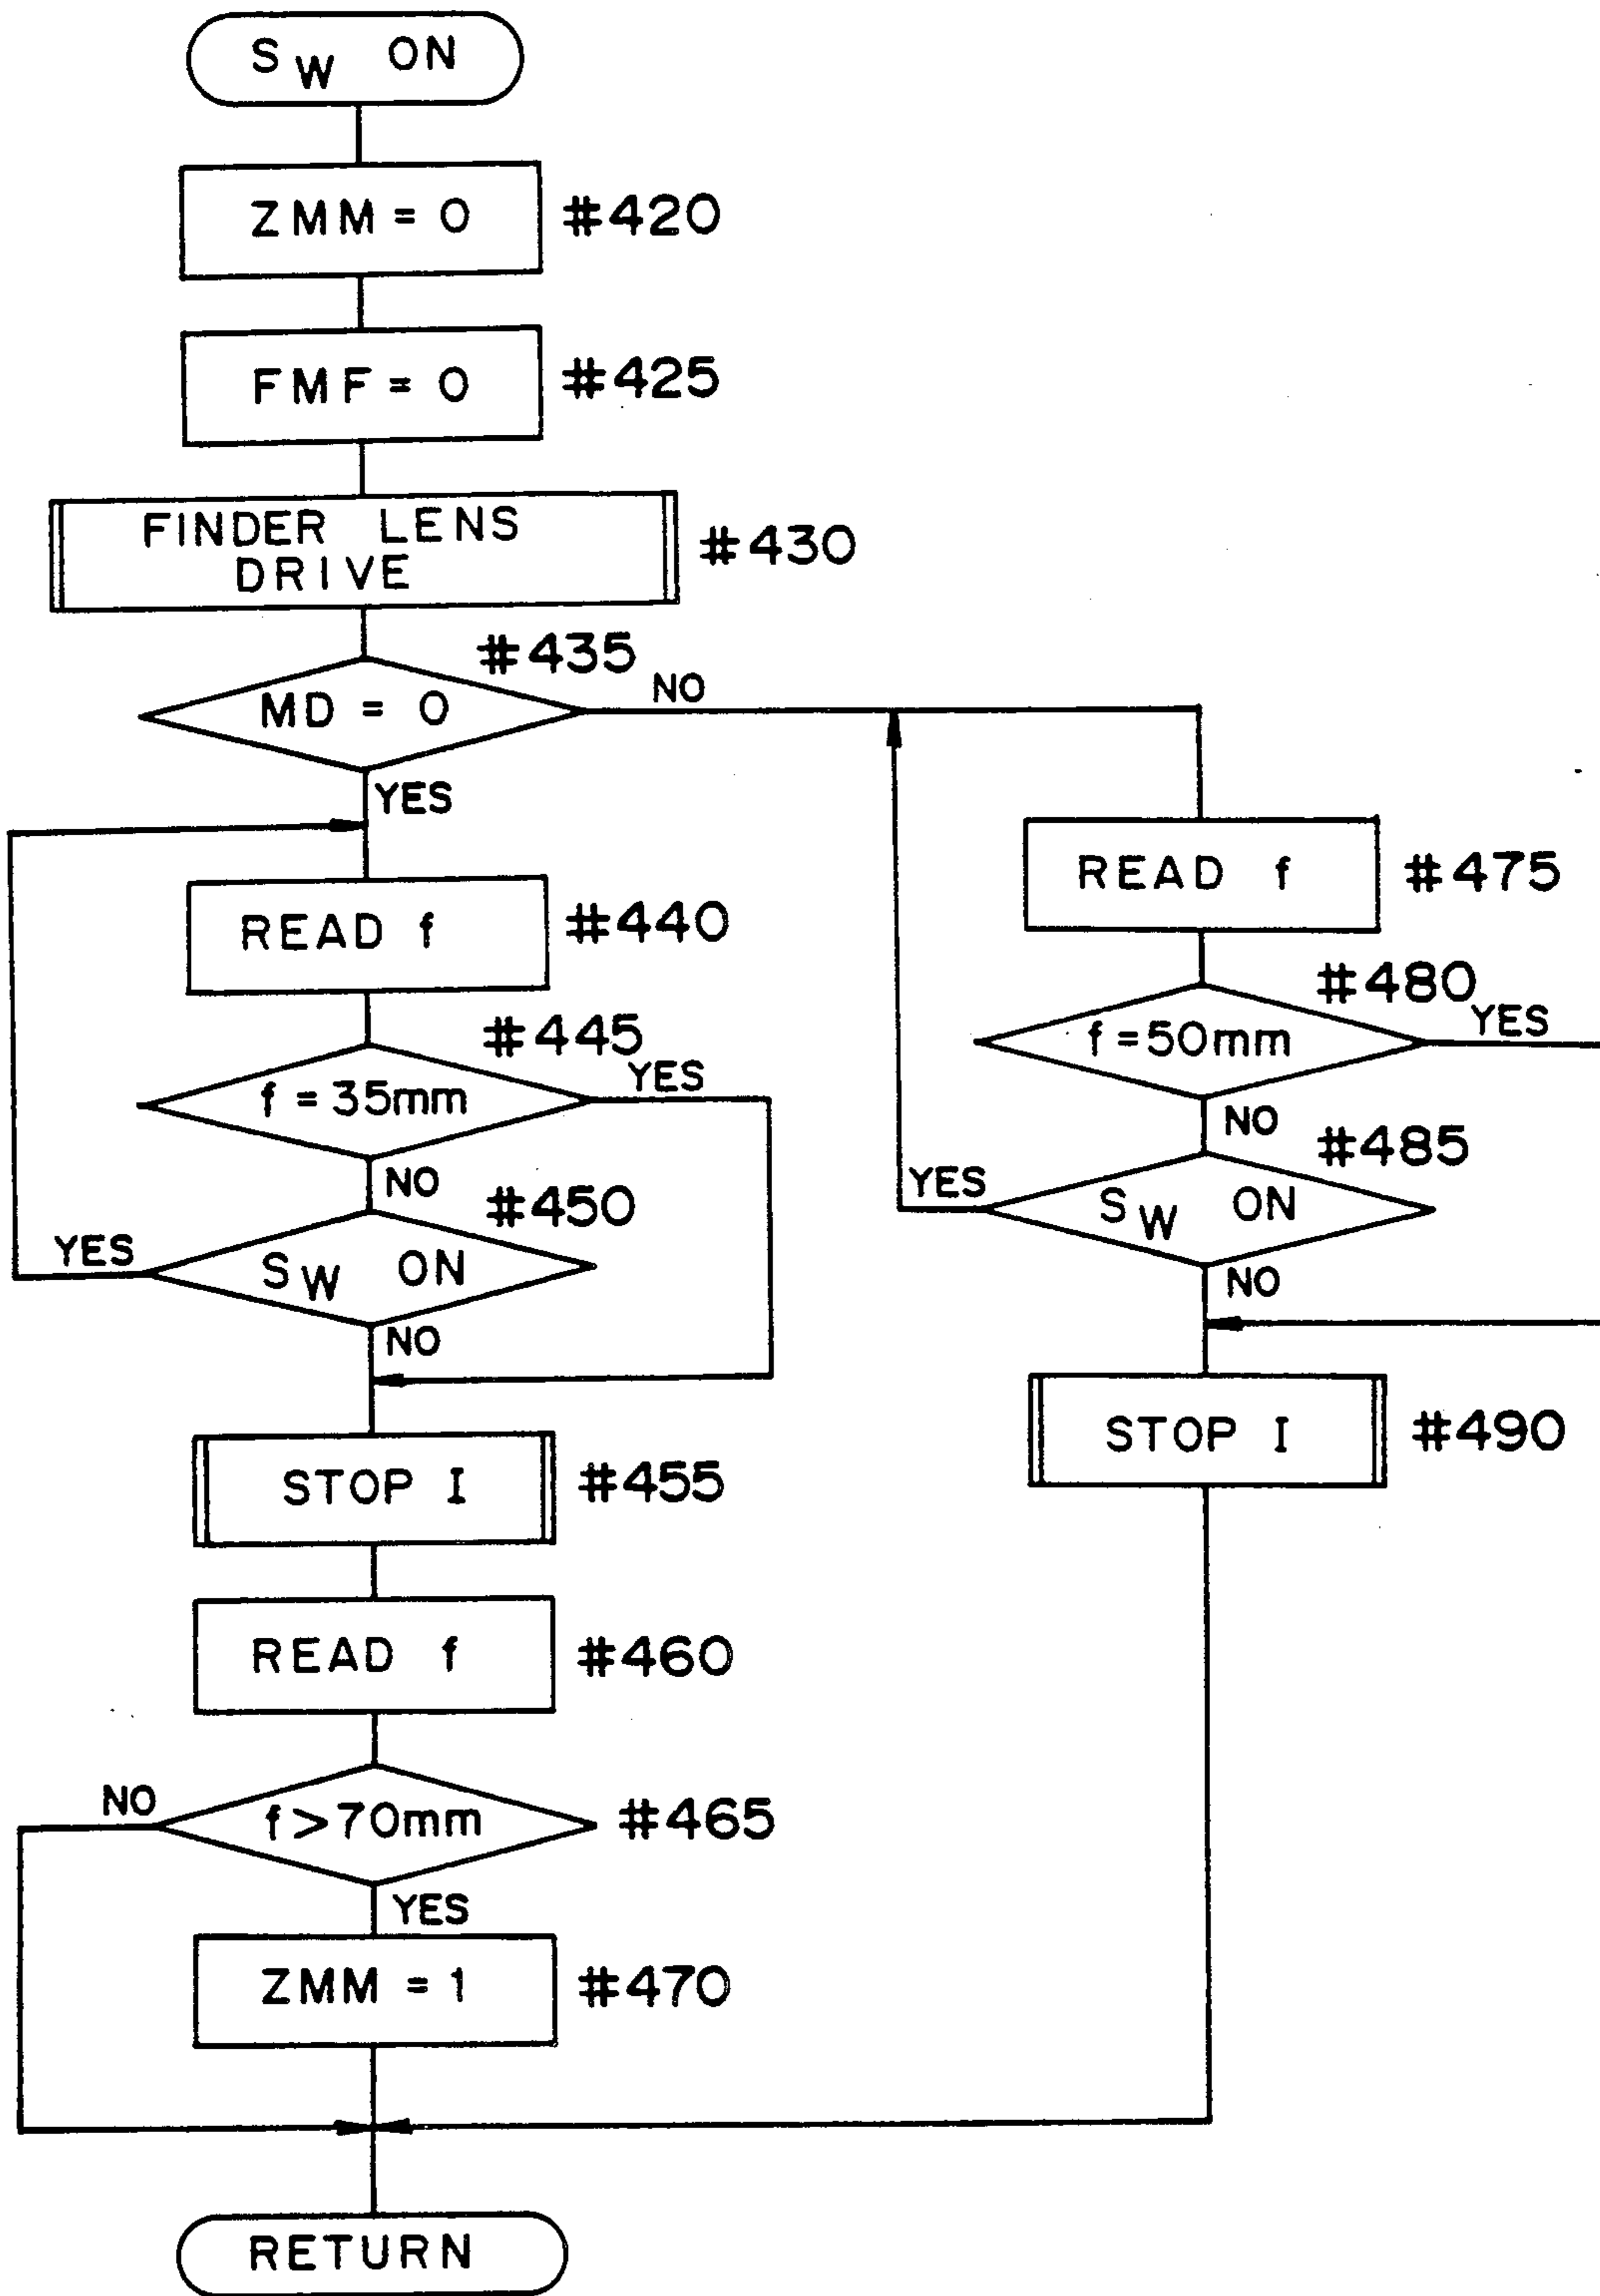 SW ON
ZMM = 0 #420
FMF = 0 #425
FINDER LENS
DRIVE
#430
#435
MD = 0
NO
YES
READ f #440
#445
f = 35mm
YES
NO
#450
SW ON
YES
NO
STOP I #455
READ f #460
f > 70mm #465
NO
YES
ZMM = 1 #470
READ f #475
#480
f = 50mm
YES
NO
#485
SW ON
YES
NO
STOP I #490
RETURN